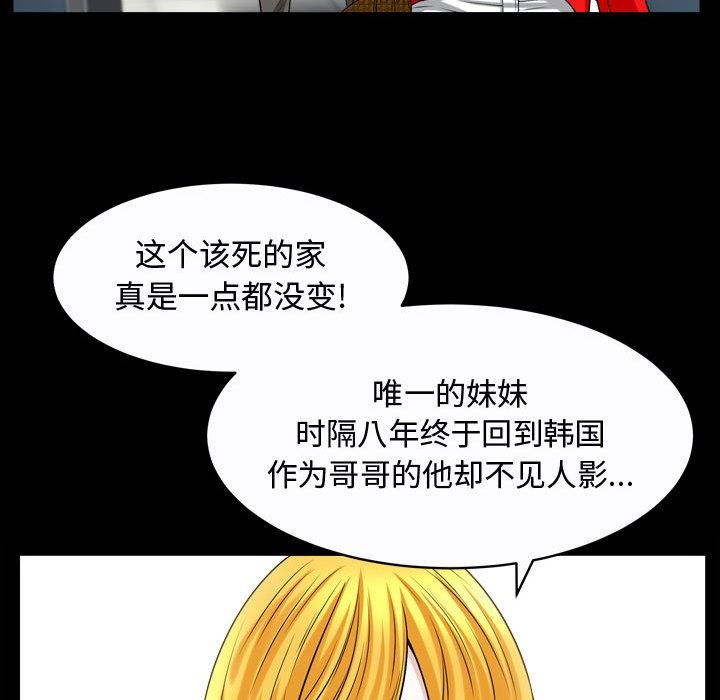 这个该死的家
真是一点都没变!
唯一的妹妹
时隔八年终于回到韩国
作为哥哥的他却不见人影...